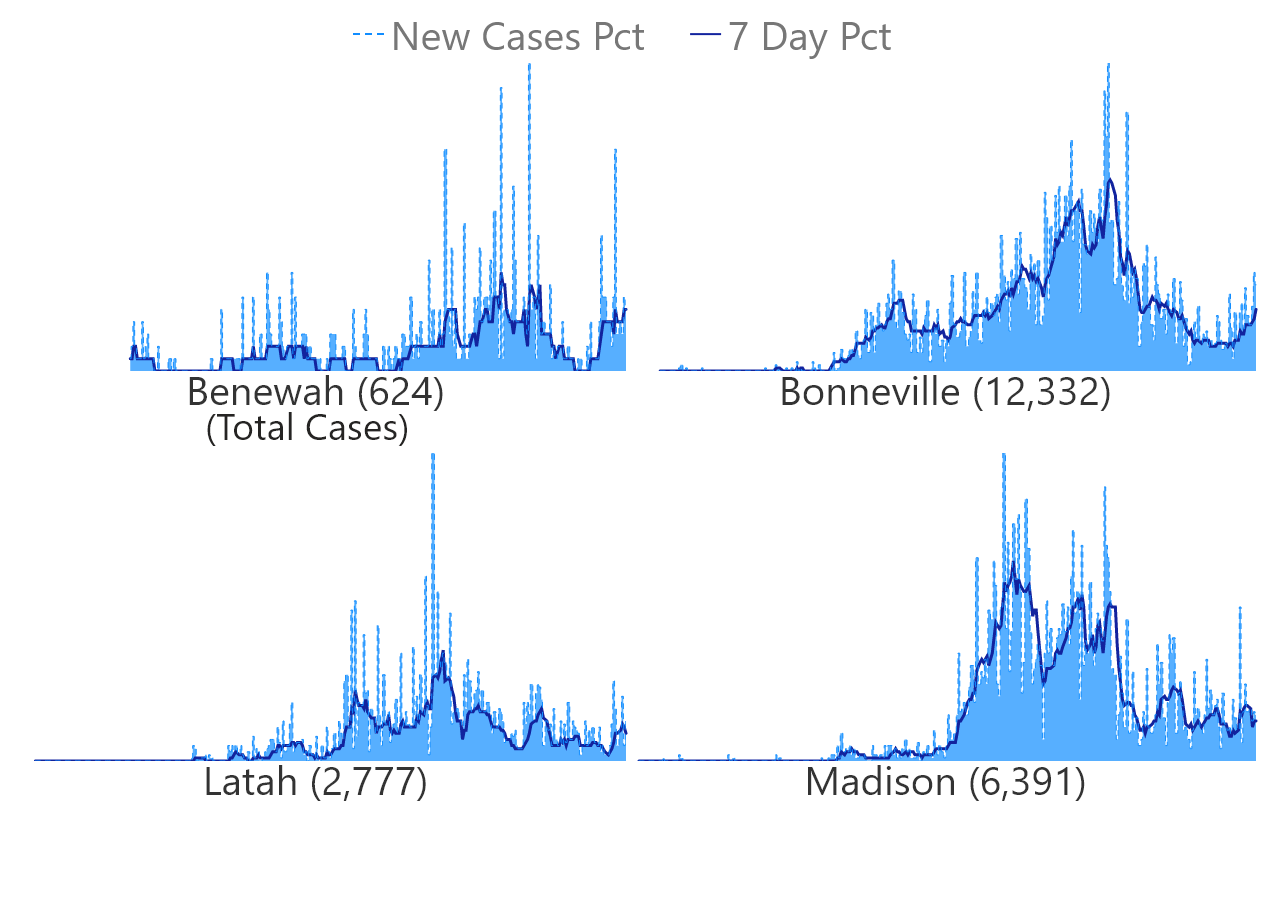 New Cases Pct 7 Day Pct
Benewah (624)
(Total Cases)
Bonneville (12,332)
Latah (2,777)
Madison (6,391)